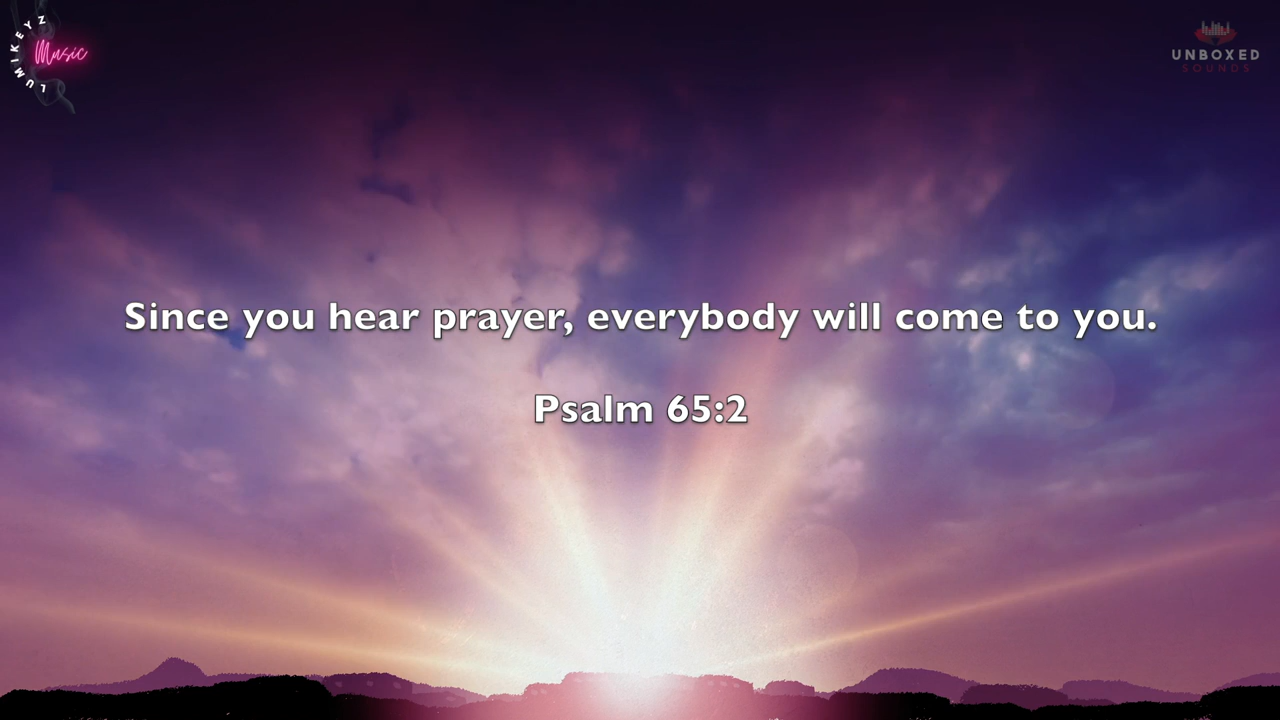 LUMIKEYZ
Music
UNBOXED
SOUNDS
Since you hear prayer, everybody will come to you.
Psalm 65:2